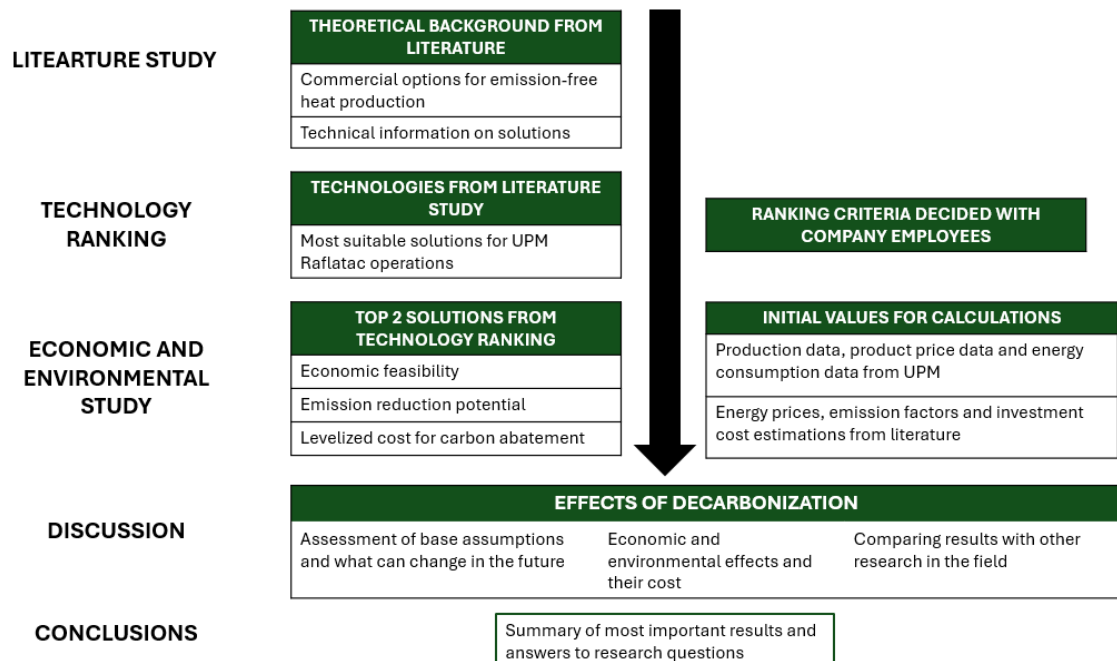 LITEARTURE STUDY
THEORETICAL BACKGROUND FROM
LITERATURE
Commercial options for emission-free
heat production
Technical information on solutions
TECHNOLOGY
RANKING
TECHNOLOGIES FROM LITERATURE
STUDY
Most suitable solutions for UPM
Raflatac operations
RANKING CRITERIA DECIDED WITH
COMPANY EMPLOYEES
ECONOMIC AND
ENVIRONMENTAL
STUDY
TOP 2 SOLUTIONS FROM
TECHNOLOGY RANKING
Economic feasibility
Emission reduction potential
Levelized cost for carbon abatement
INITIAL VALUES FOR CALCULATIONS
Production data, product price data and energy
consumption data from UPM
Energy prices, emission factors and investment
cost estimations from literature
DISCUSSION
EFFECTS OF DECARBONIZATION
Assessment of base assumptions
and what can change in the future
Economic and
environmental effects and
their cost
Comparing results with other
research in the field
CONCLUSIONS
Summary of most important results and
answers to research questions